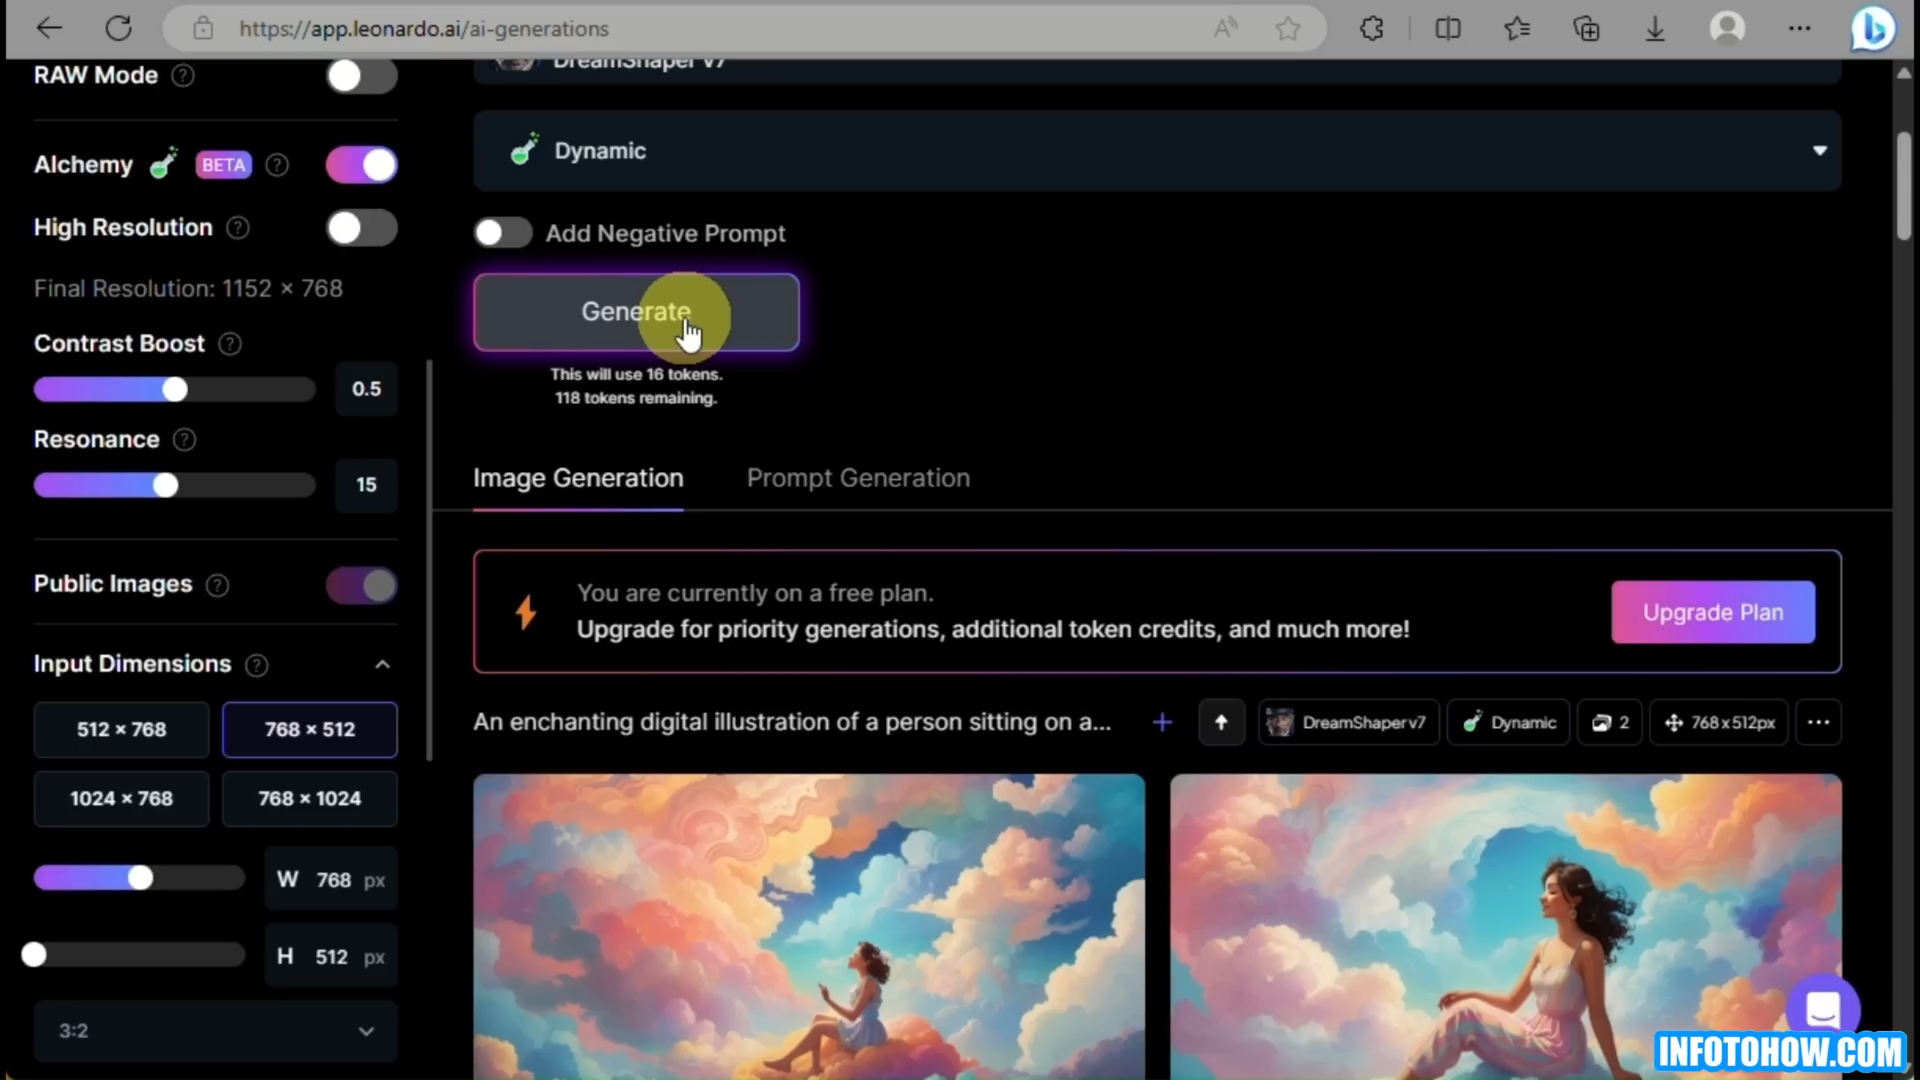 https://app.leonardo.ai/ai-generations
RAW Mode
DreamShaper v7
Alchemy BETA
Dynamic
High Resolution
Add Negative Prompt
Final Resolution: 1152 × 768
Generate
Contrast Boost
0.5
This will use 16 tokens.
118 tokens remaining.
Resonance
15
Image Generation Prompt Generation
Public Images
You are currently on a free plan.
Upgrade for priority generations, additional token credits, and much more!
Upgrade Plan
Input Dimensions
512 × 768 768 × 512
1024 × 768 768 × 1024
W 768 px
H 512 px
3:2
An enchanting digital illustration of a person sitting on a...
DreamShaper v7 Dynamic 2 768x512px
INFOTOHOW.COM